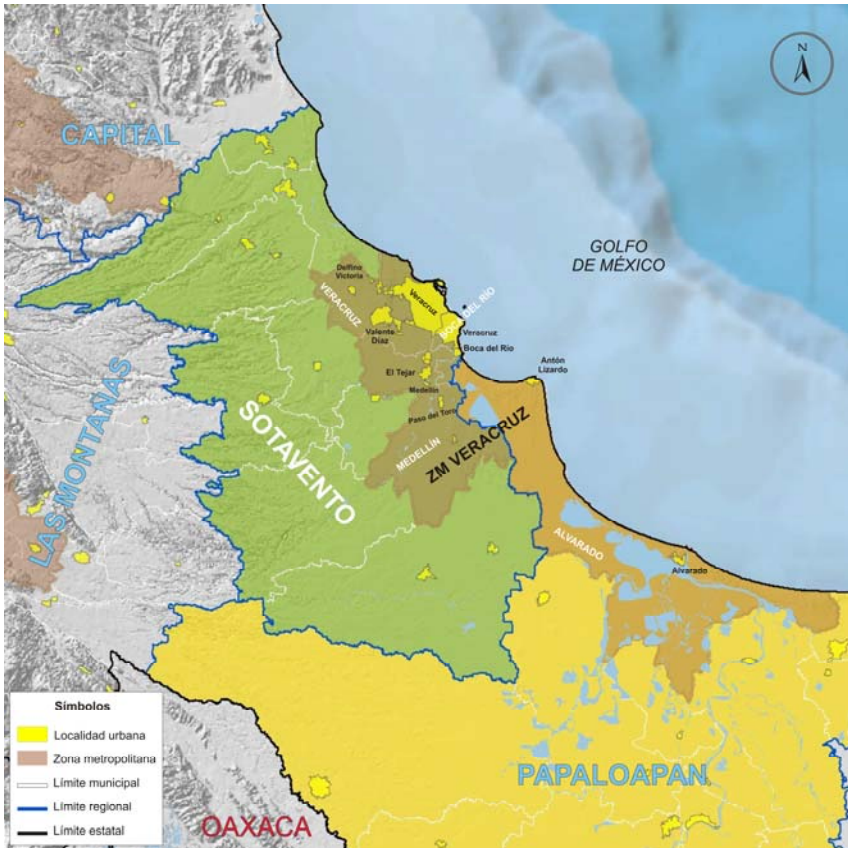 N
CAPITAL
GOLFO
DE MÉXICO
Delfino
Victoria
VERACRUZ
Veracruz
BOCA DEL RÍO
Valente
Díaz
Veracruz
Boca del Río
El Tejar
Antón
Lizardo
Medellín
Paso del Toro
LAS MONTAÑAS
SOTAVENTO
MEDELLÍN
ZM VERACRUZ
ALVARADO
Alvarado
Símbolos
Localidad urbana
Zona metropolitana
Límite municipal
Límite regional
Límite estatal
PAPALOAPAN
OAXACA